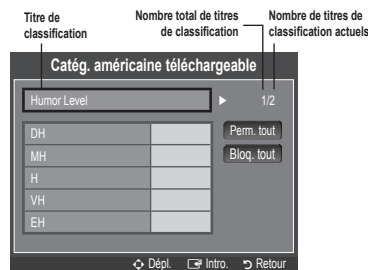 Titre de
classification
Nombre total de titres
de classification
Nombre de titres de
classification actuels
Catég. américaine téléchargeable
Humor Level
1/2
DH
Perm. tout
MH
Bloq. tout
H
VH
EH
Dépl. Intro. Retour